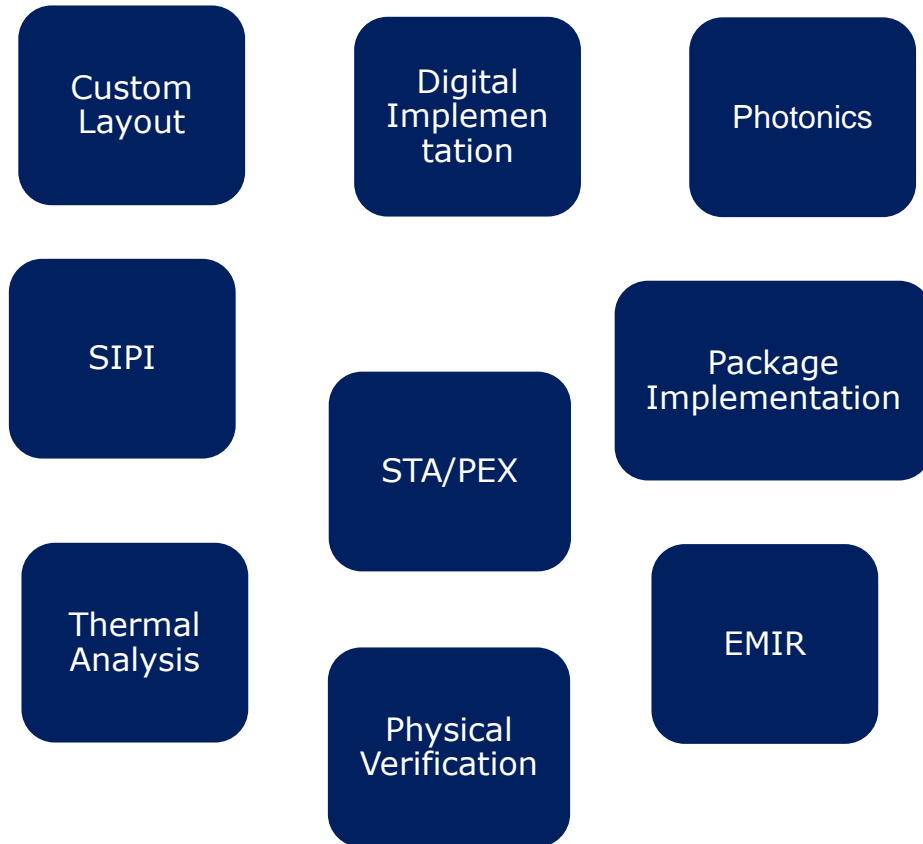 Custom
Layout
Digital
Implemen
tation
Photonics
SIPI
Package
Implementation
STA/PEX
Thermal
Analysis
EMIR
Physical
Verification